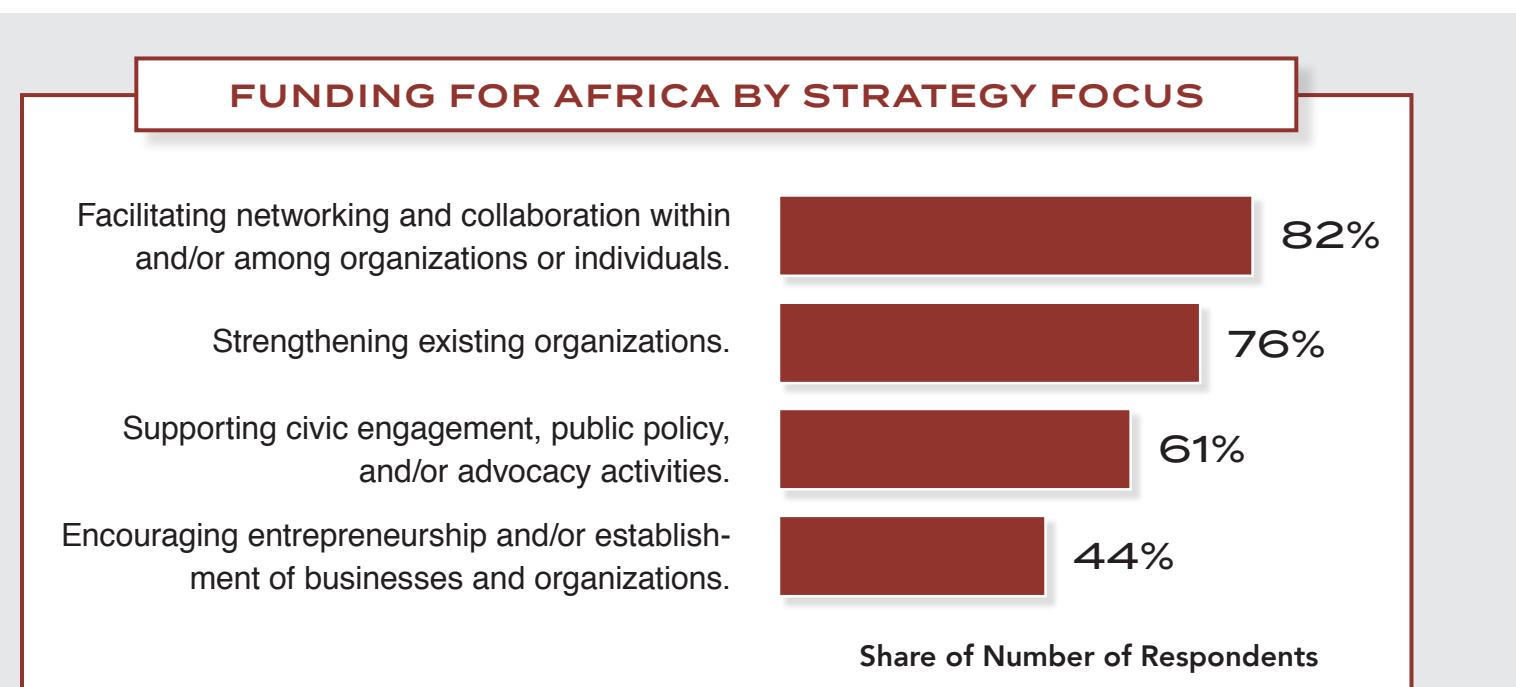 FUNDING FOR AFRICA BY STRATEGY FOCUS
Facilitating networking and collaboration within
and/or among organizations or individuals.
82%
Strengthening existing organizations.
76%
Supporting civic engagement, public policy,
and/or advocacy activities.
61%
Encouraging entrepreneurship and/or establish-
ment of businesses and organizations.
44%
Share of Number of Respondents